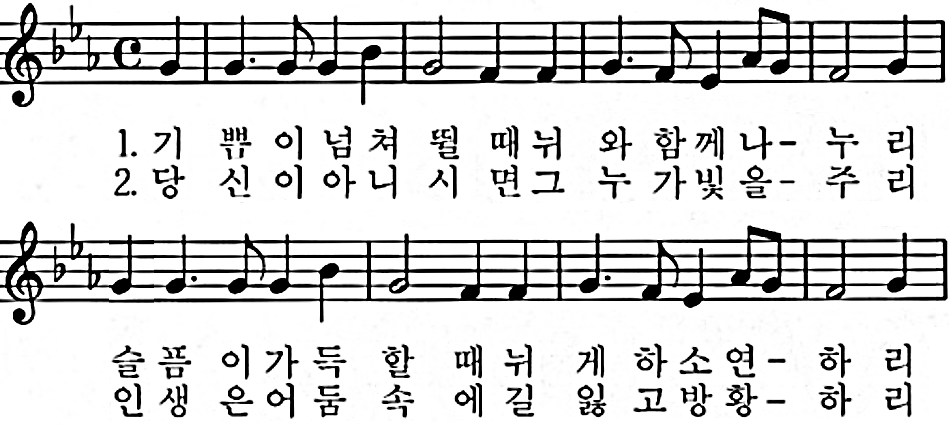 1. 기 쁨 이 넘 쳐 뛸 때 뉘 와 함 께 나- 누 리
2. 당 신 이 아 니 시 면 그 누 가 빛 을- 주 리
슬 픔 이 가 득 할 때 뉘 게 하 소 연- 하 리
인 생 은 어 둠 속 에 길 잃 고 방 황- 하 리